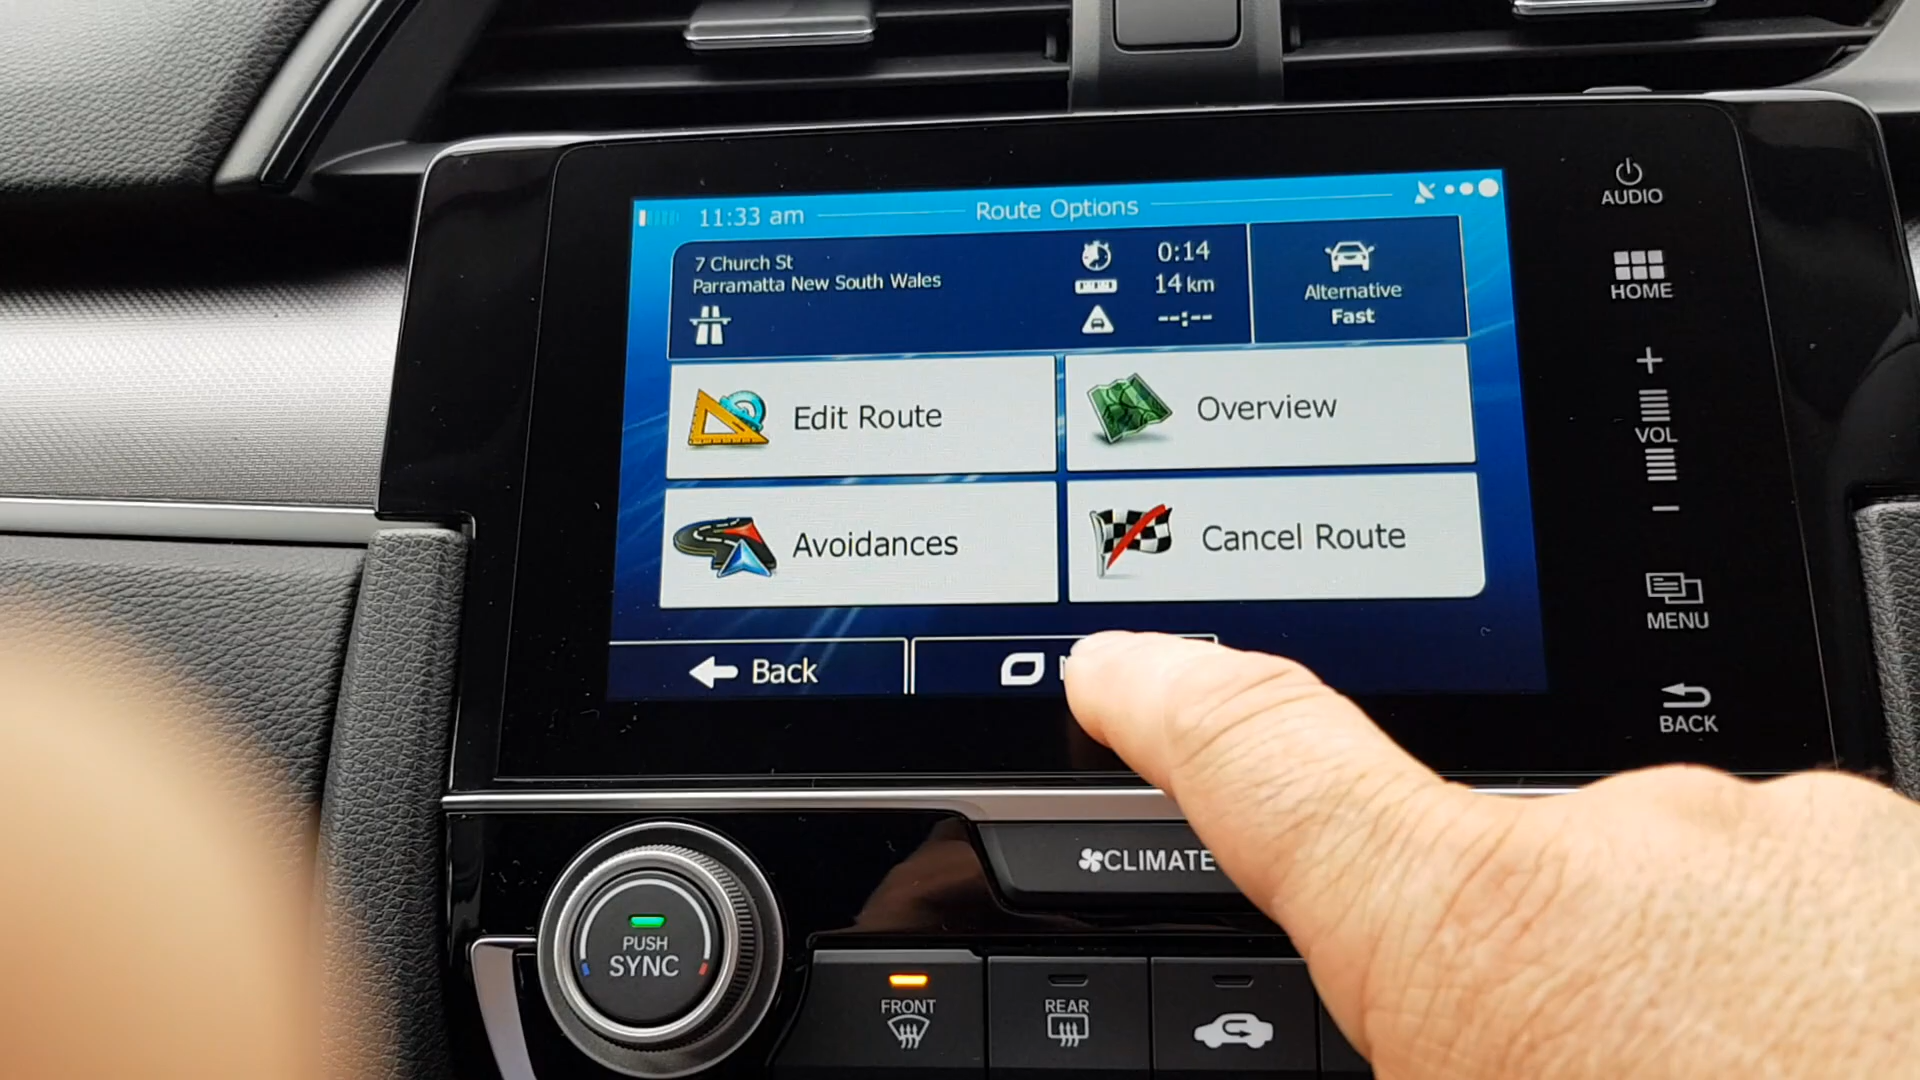 11:33 am
Route Options
7 Church St
Parramatta New South Wales
0:14
14 km
--:--
Alternative
Fast
Edit Route
Overview
Avoidances
Cancel Route
Back
AUDIO
HOME
+
VOL
−
MENU
BACK
CLIMATE
PUSH
SYNC
FRONT
REAR